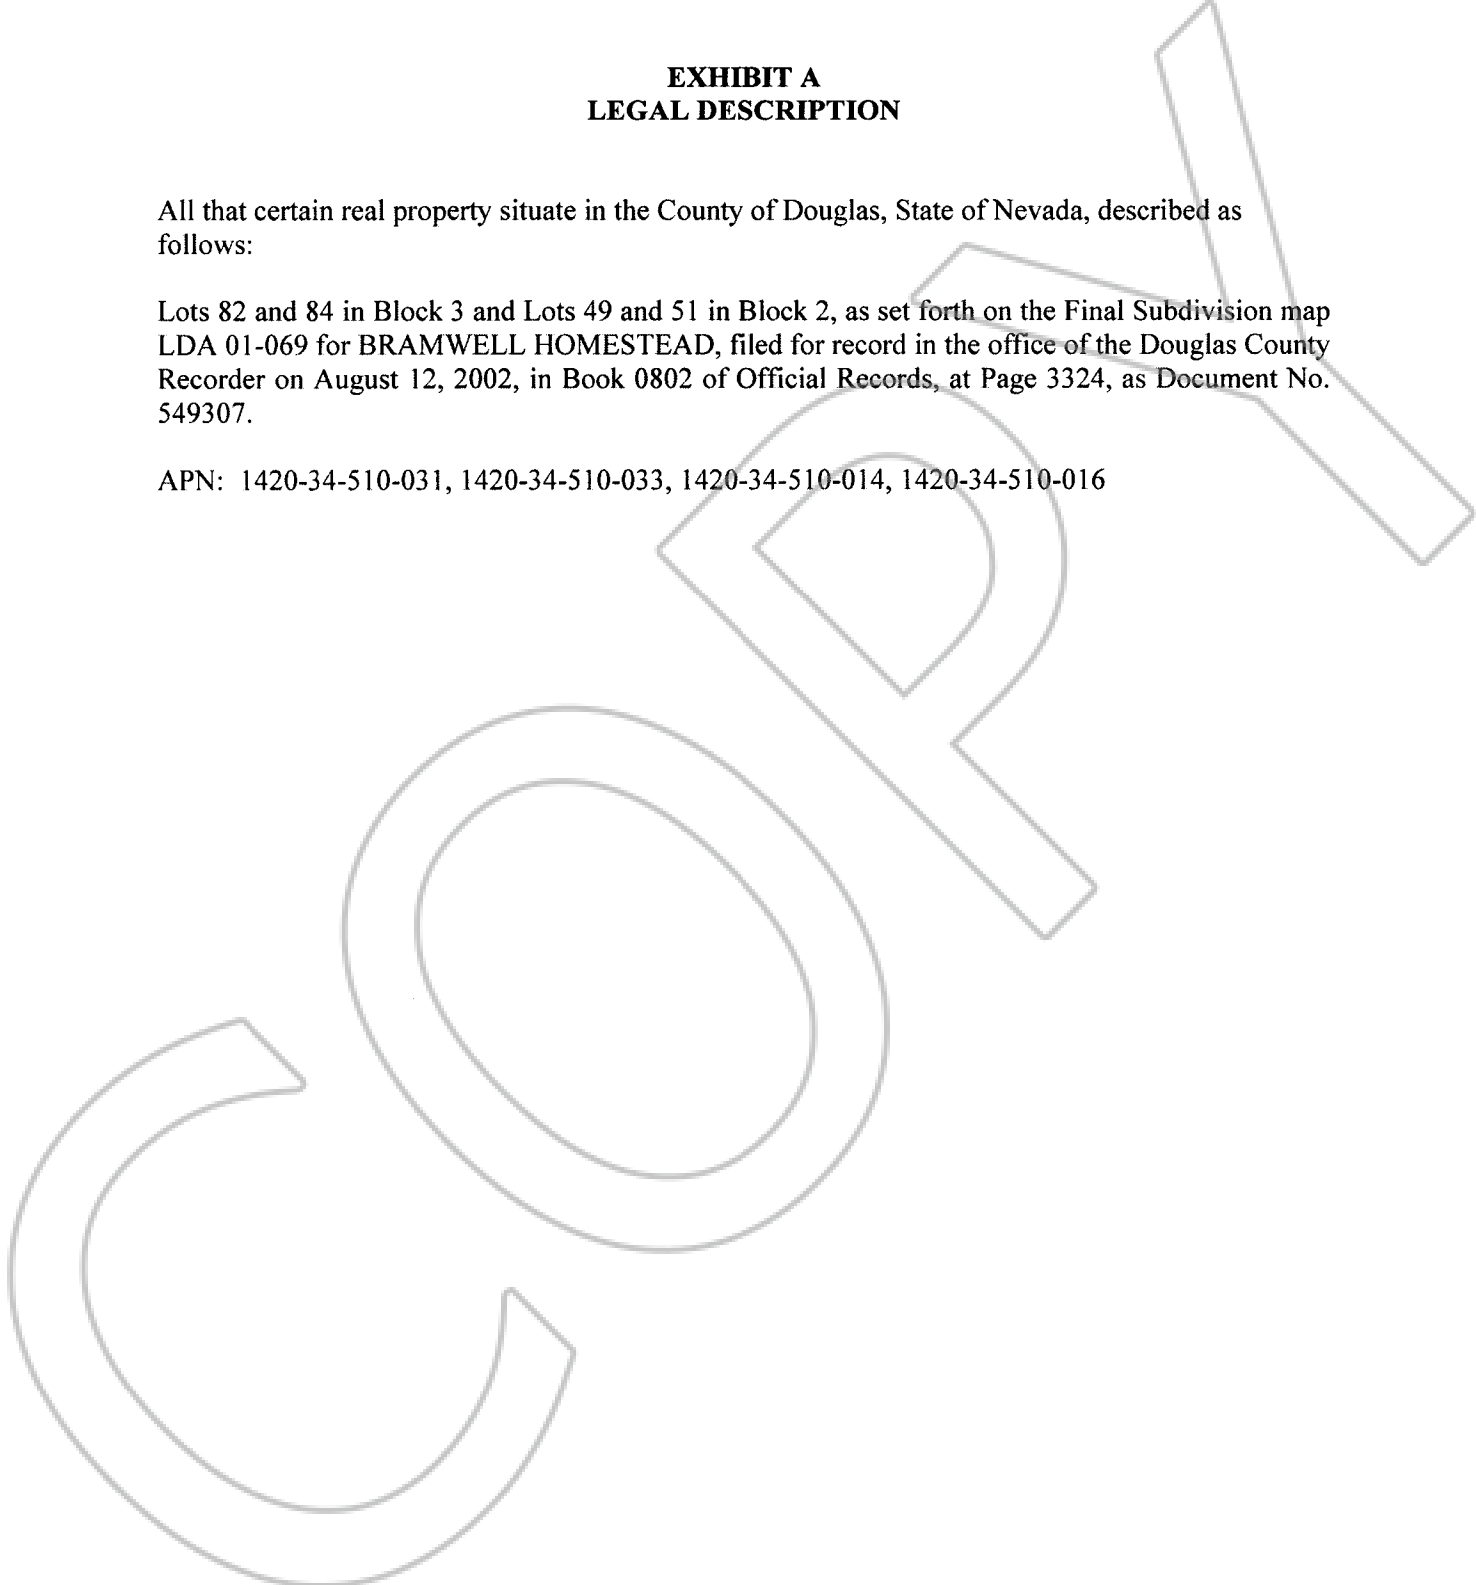 EXHIBIT A
LEGAL DESCRIPTION
All that certain real property situate in the County of Douglas, State of Nevada, described as
follows:
Lots 82 and 84 in Block 3 and Lots 49 and 51 in Block 2, as set forth on the Final Subdivision map
LDA 01-069 for BRAMWELL HOMESTEAD, filed for record in the office of the Douglas County
Recorder on August 12, 2002, in Book 0802 of Official Records, at Page 3324, as Document No.
549307.
APN: 1420-34-510-031, 1420-34-510-033, 1420-34-510-014, 1420-34-510-016
COPY